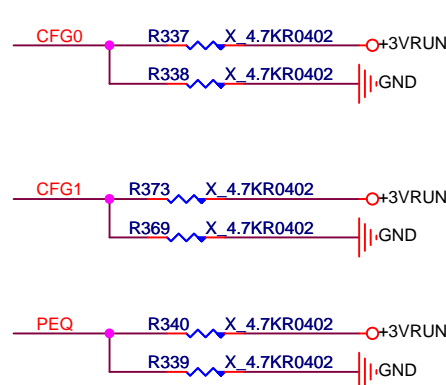 CFG0 R337 X_4.7KR0402 +3VRUN
R338 X_4.7KR0402 GND
CFG1 R373 X_4.7KR0402 +3VRUN
R369 X_4.7KR0402 GND
PEQ R340 X_4.7KR0402 +3VRUN
R339 X_4.7KR0402 GND